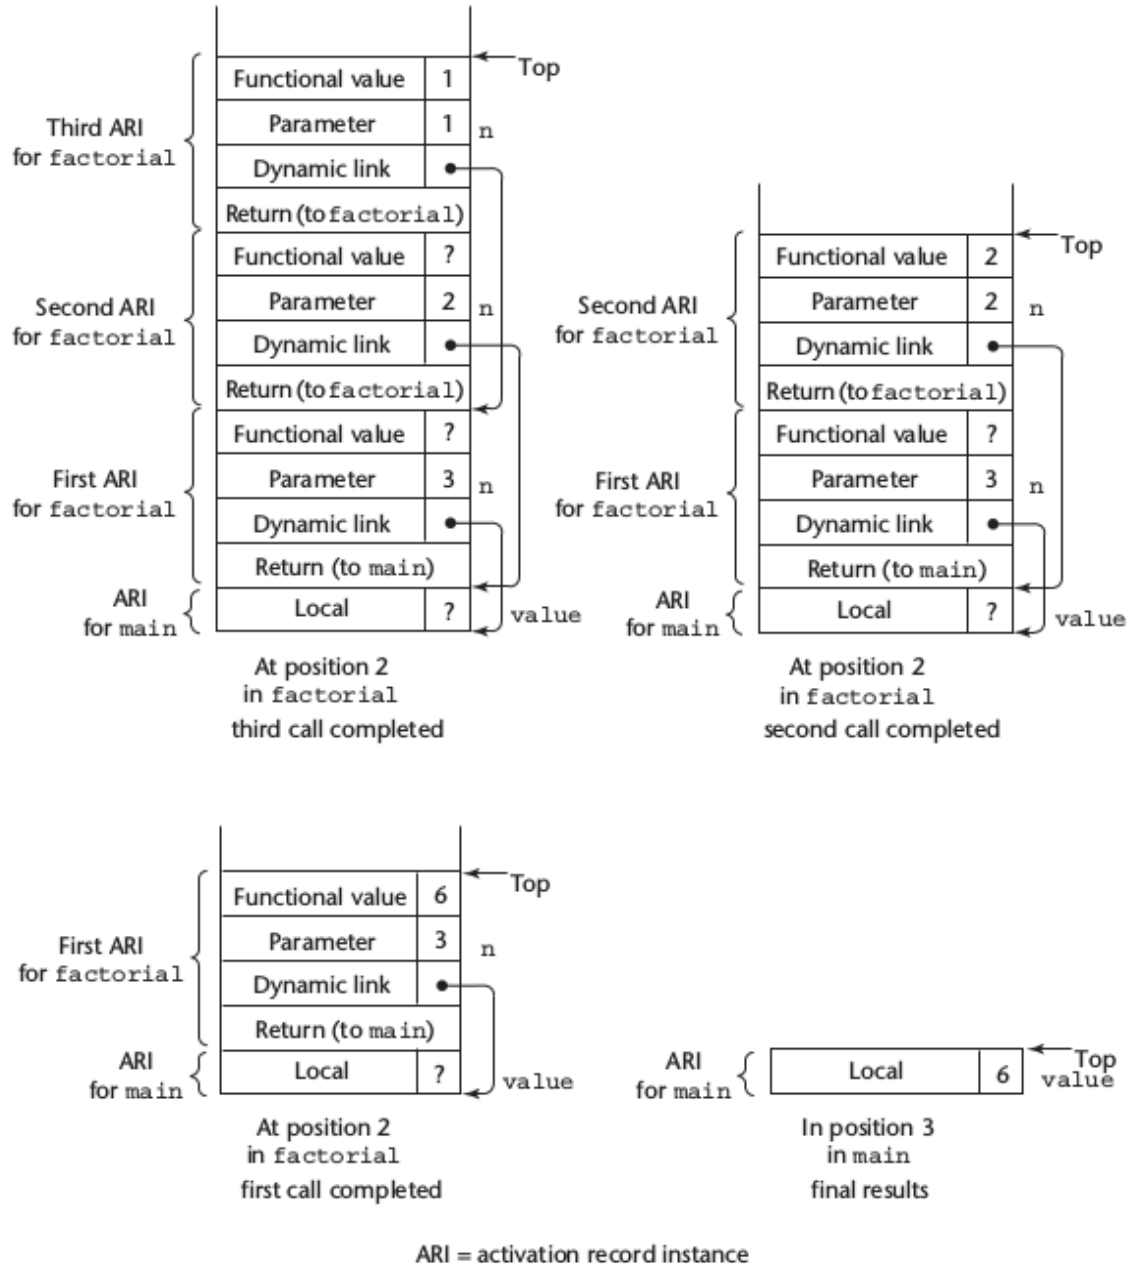 Top
Functional value 1
Third ARI
for factorial
Parameter 1 n
Dynamic link
Return (to factorial)
Second ARI
for factorial
Functional value ?
Parameter 2 n
Dynamic link
Return (to factorial)
First ARI
for factorial
Functional value ?
Parameter 3 n
Dynamic link
Return (to main)
ARI
for main
Local ? value
At position 2
in factorial
third call completed
Top
Second ARI
for factorial
Functional value 2
Parameter 2 n
Dynamic link
Return (to factorial)
First ARI
for factorial
Functional value ?
Parameter 3 n
Dynamic link
Return (to main)
ARI
for main
Local ? value
At position 2
in factorial
second call completed
Top
First ARI
for factorial
Functional value 6
Parameter 3 n
Dynamic link
Return (to main)
ARI
for main
Local ? value
At position 2
in factorial
first call completed
ARI
for main
Local 6
Top
value
In position 3
in main
final results
ARI = activation record instance